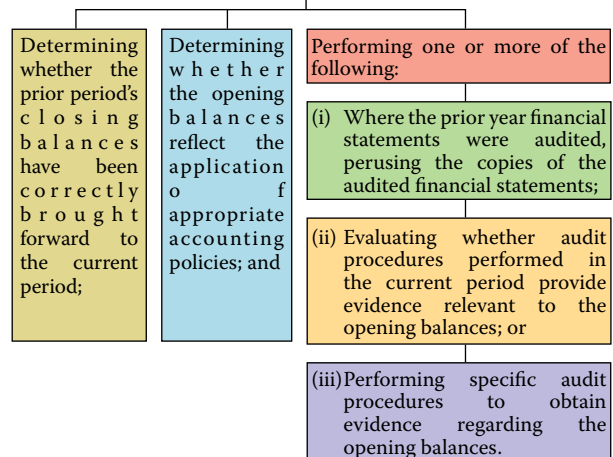 Determining
whether the
prior period's
closing
balances
have been
correctly
brought
forward to
the current
period;
Determining
whether
the opening
balances
reflect the
application
o f
appropriate
accounting
policies; and
Performing one or more of the
following:
(i) Where the prior year financial
statements were audited,
perusing the copies of the
audited financial statements;
(ii) Evaluating whether audit
procedures performed in
the current period provide
evidence relevant to the
opening balances; or
(iii)Performing specific audit
procedures to obtain
evidence regarding the
opening balances.